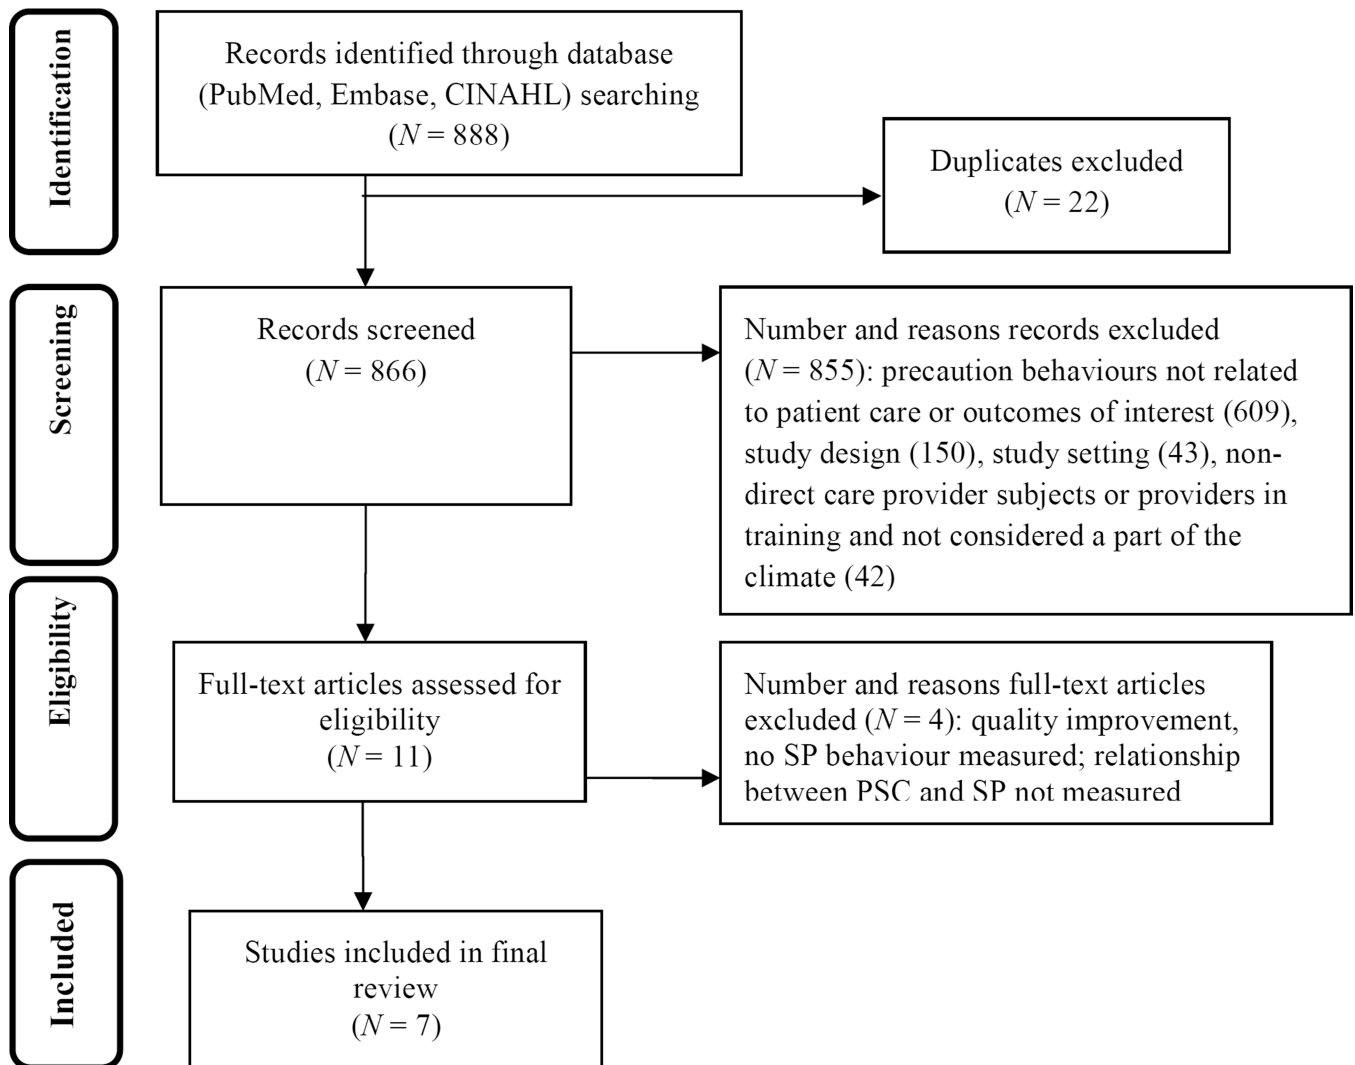 Identification
Records identified through database
(PubMed, Embase, CINAHL) searching
(N = 888)
Duplicates excluded
(N = 22)
Screening
Records screened
(N = 866)
Number and reasons records excluded
(N = 855): precaution behaviours not related
to patient care or outcomes of interest (609),
study design (150), study setting (43), non-
direct care provider subjects or providers in
training and not considered a part of the
climate (42)
Eligibility
Full-text articles assessed for
eligibility
(N = 11)
Number and reasons full-text articles
excluded (N = 4): quality improvement,
no SP behaviour measured; relationship
between PSC and SP not measured
Included
Studies included in final
review
(N = 7)